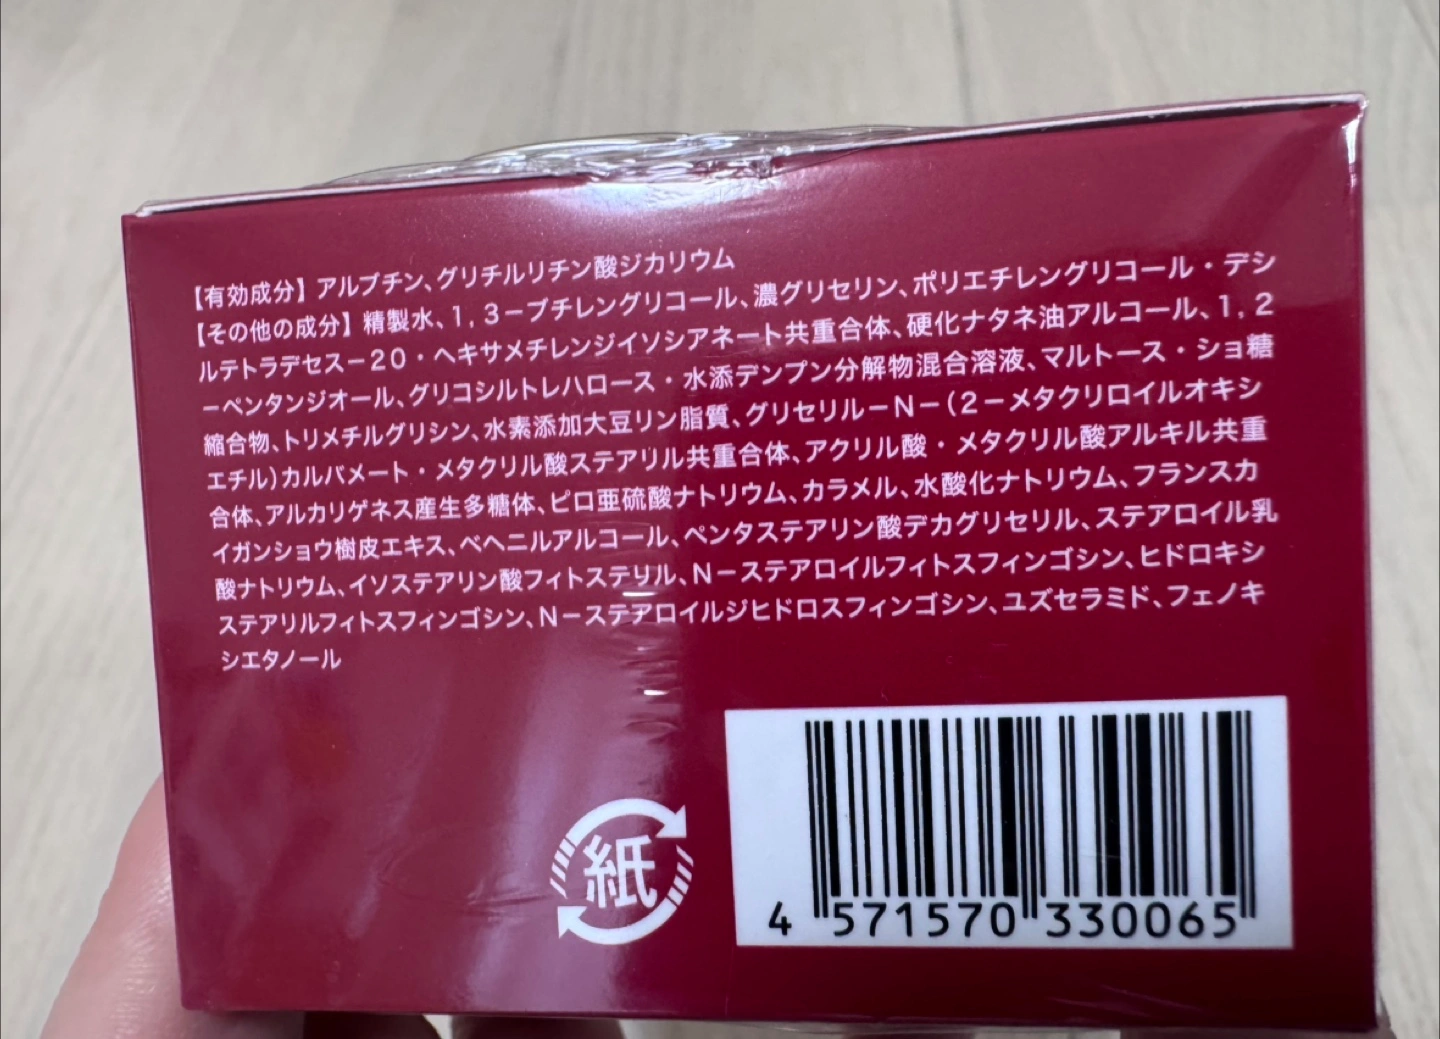 【有効成分】アルブチン、グリチルリチン酸ジカリウム
【その他の成分】精製水、1,3－ブチレングリコール、濃グリセリン、ポリエチレングリコール・デシ
ルテトラデセス－20・ヘキサメチレンジイソシアネート共重合体、硬化ナタネ油アルコール、1,2
－ペンタンジオール、グリコシルトレハロース・水添デンプン分解物混合溶液、マルトース・ショ糖
縮合物、トリメチルグリシン、水素添加大豆リン脂質、グリセリル－N－(2－メタクリロイルオキシ
エチル)カルバメート・メタクリル酸ステアリル共重合体、アクリル酸・メタクリル酸アルキル共重
合体、アルカリゲネス産生多糖体、ピロ亜硫酸ナトリウム、カラメル、水酸化ナトリウム、フランスカ
イガンショウ樹皮エキス、ベヘニルアルコール、ペンタステアリン酸デカグリセリル、ステアロイル乳
酸ナトリウム、イソステアリン酸フィトステリル、N－ステアロイルフィトスフィンゴシン、ヒドロキシ
ステアリルフィトスフィンゴシン、N－ステアロイルジヒドロスフィンゴシン、ユズセラミド、フェノキ
シエタノール
紙
4 571570 330065